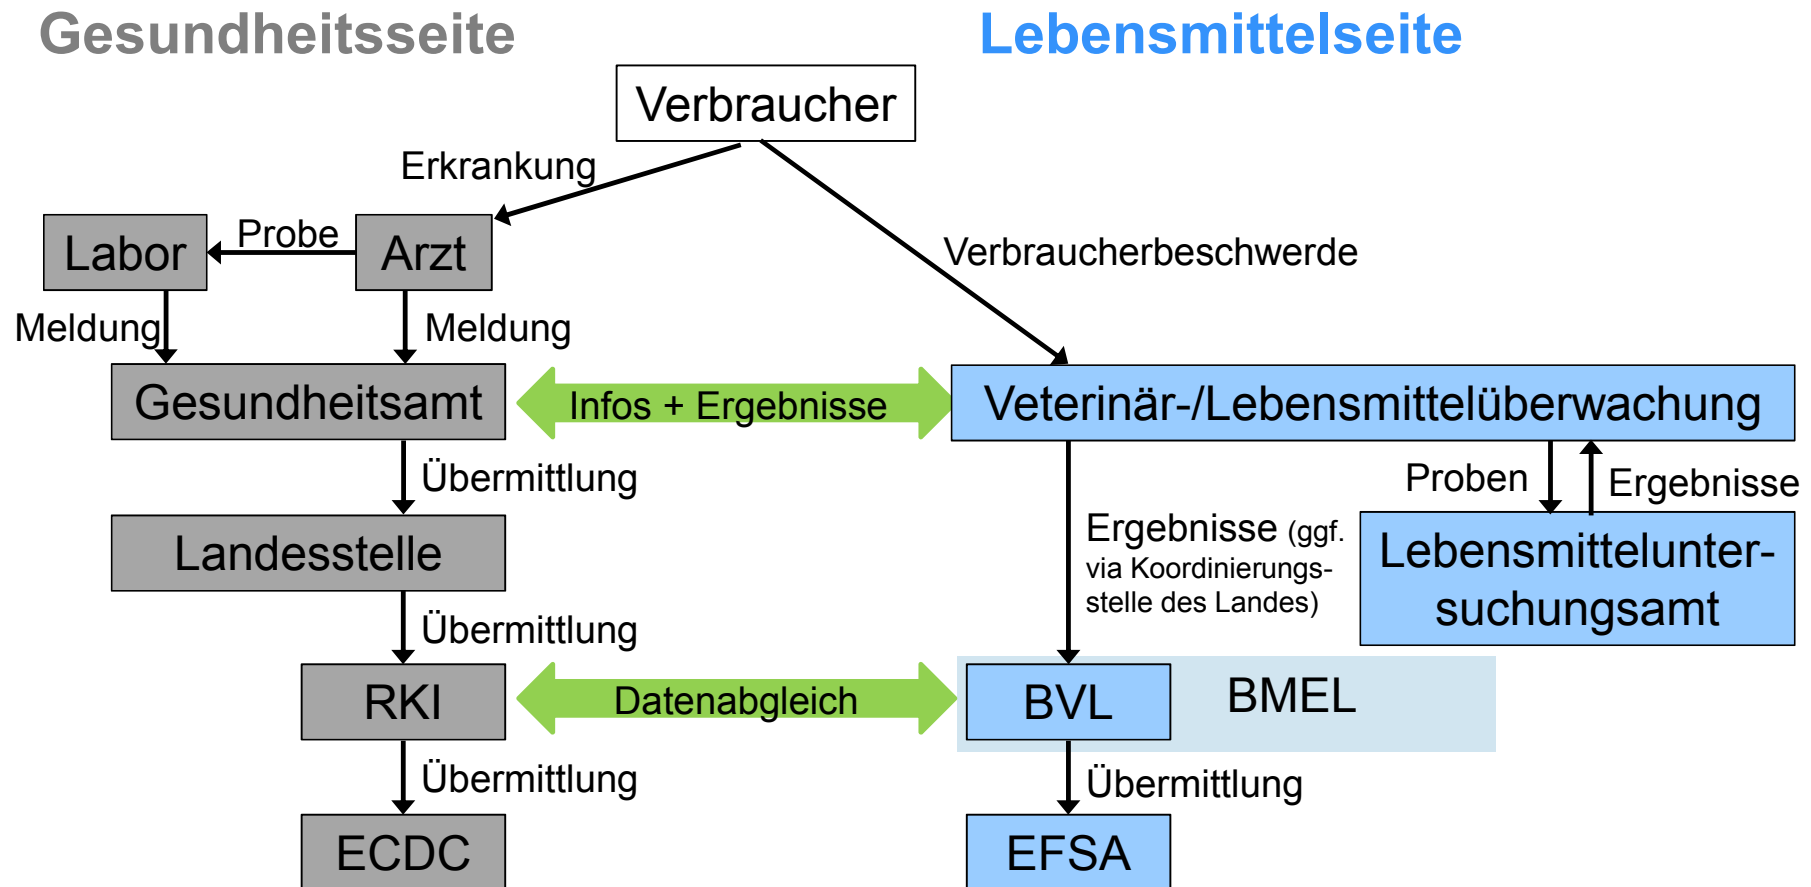 Gesundheitsseite
Lebensmittelseite
Verbraucher
Erkrankung
Labor
Probe
Arzt
Verbraucherbeschwerde
Meldung
Meldung
Gesundheitsamt
Infos + Ergebnisse
Veterinär-/Lebensmittelüberwachung
Übermittlung
Proben
Ergebnisse
Landesstelle
Ergebnisse (ggf.
via Koordinierungs-
stelle des Landes)
Lebensmittelunter-
suchungsamt
Übermittlung
RKI
Datenabgleich
BVL
BMEL
Übermittlung
Übermittlung
ECDC
EFSA